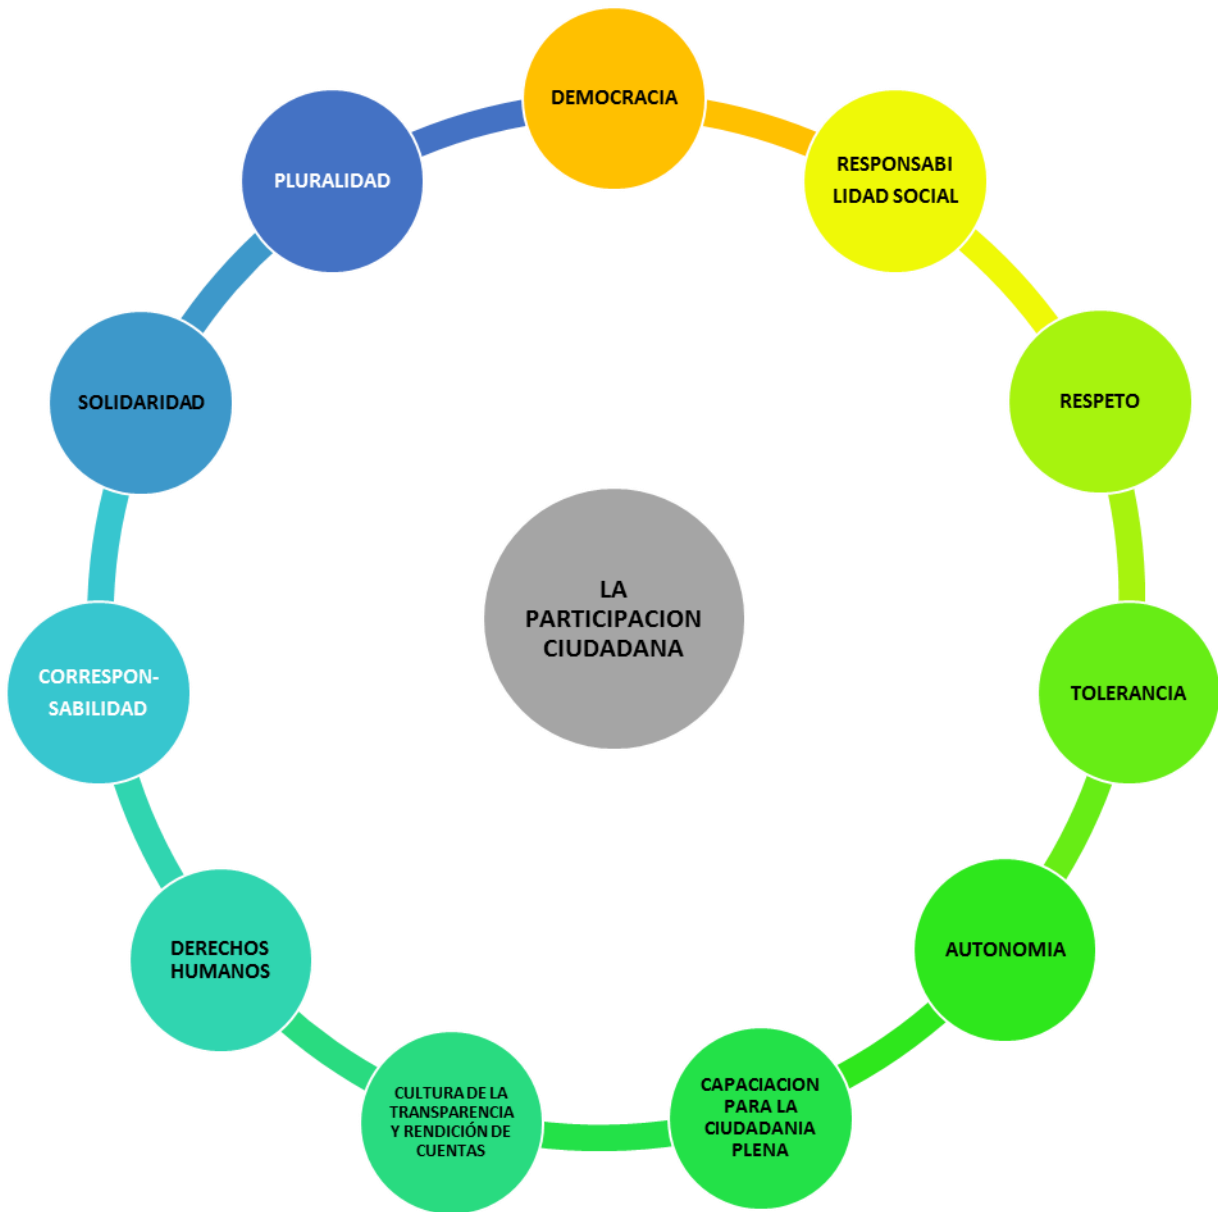 DEMOCRACIA
RESPONSABI
LIDAD SOCIAL
RESPETO
TOLERANCIA
AUTONOMIA
CAPACIACION
PARA LA
CIUDADANIA
PLENA
CULTURA DE LA
TRANSPARENCIA
Y RENDICIÓN DE
CUENTAS
DERECHOS
HUMANOS
CORRESPON-
SABILIDAD
SOLIDARIDAD
PLURALIDAD
LA
PARTICIPACION
CIUDADANA